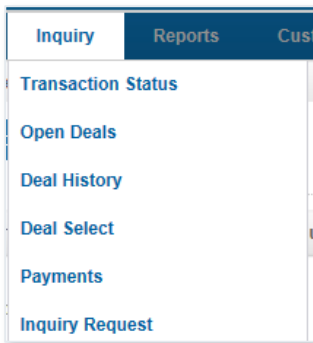 Inquiry Reports
Transaction Status
Open Deals
Deal History
Deal Select
Payments
Inquiry Request